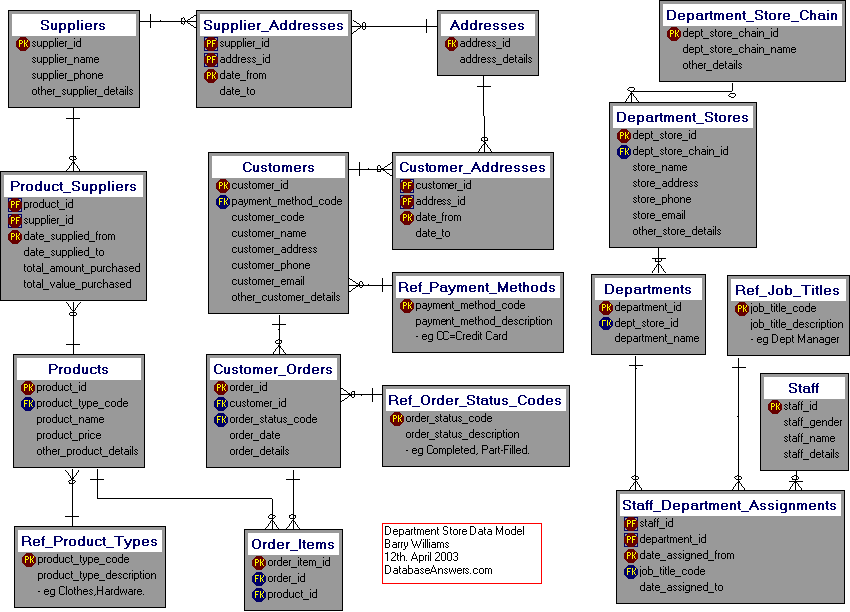 Suppliers
PK supplier_id
supplier_name
supplier_phone
other_supplier_details
Supplier_Addresses
PF supplier_id
PF address_id
PK date_from
date_to
Addresses
FK address_id
address_details
Department_Store_Chain
PK dept_store_chain_id
dept_store_chain_name
other_details
Department_Stores
PK dept_store_id
FK dept_store_chain_id
store_name
store_address
store_phone
store_email
other_store_details
Product_Suppliers
PF product_id
PF supplier_id
PK date_supplied_from
date_supplied_to
total_amount_purchased
total_value_purchased
Customers
PK customer_id
FK payment_method_code
customer_code
customer_name
customer_address
customer_phone
customer_email
other_customer_details
Customer_Addresses
PF customer_id
PF address_id
PK date_from
date_to
Ref_Payment_Methods
PK payment_method_code
payment_method_description
- eg CC=Credit Card
Departments
PK department_id
FK dept_store_id
department_name
Ref_Job_Titles
PK job_title_code
job_title_description
- eg Dept Manager
Products
PK product_id
FK product_type_code
product_name
product_price
other_product_details
Customer_Orders
PK order_id
FK customer_id
FK order_status_code
order_date
order_details
Ref_Order_Status_Codes
PK order_status_code
order_status_description
- eg Completed, Part-Filled.
Staff
PK staff_id
staff_gender
staff_name
staff_details
Ref_Product_Types
PK product_type_code
product_type_description
- eg Clothes,Hardware.
Order_Items
PK order_item_id
FK order_id
FK product_id
Department Store Data Model
Barry Williams
12th. April 2003
DatabaseAnswers.com
Staff_Department_Assignments
PF staff_id
PF department_id
PK date_assigned_from
FK job_title_code
date_assigned_to